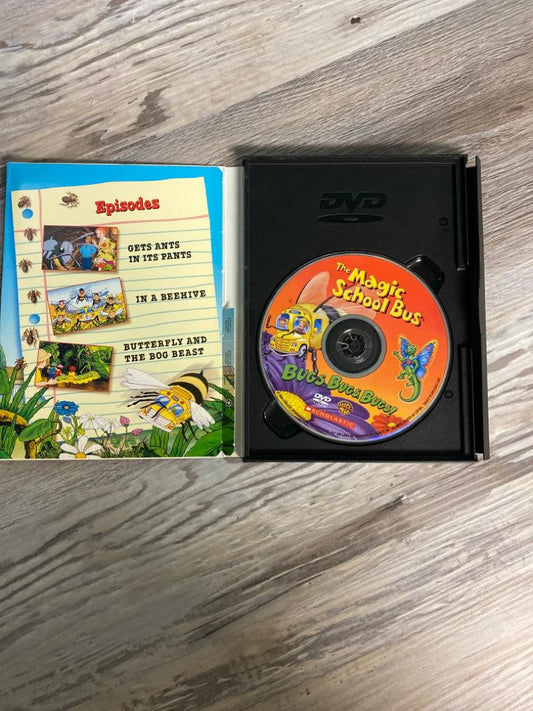 Episodes
GETS ANTS
IN ITS PANTS
IN A BEEHIVE
BUTTERFLY AND
THE BOG BEAST
DVD
The Magic
School Bus
BUGS, BUGS, BUGS!
DVD
WB
SCHOLASTIC